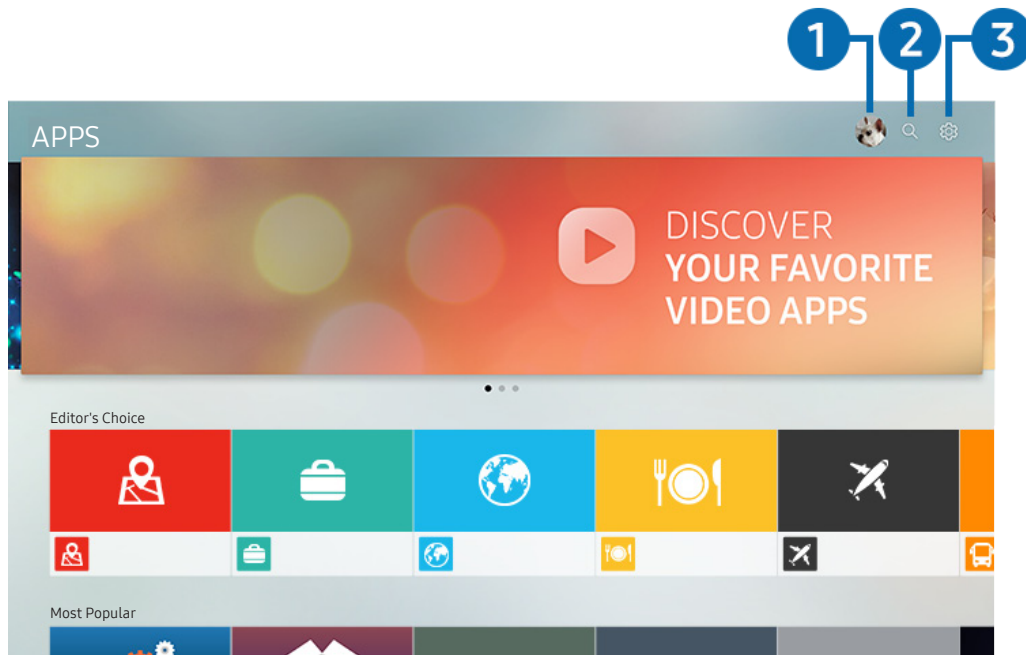 1 2 3
APPS
DISCOVER
YOUR FAVORITE
VIDEO APPS
Editor's Choice
Most Popular